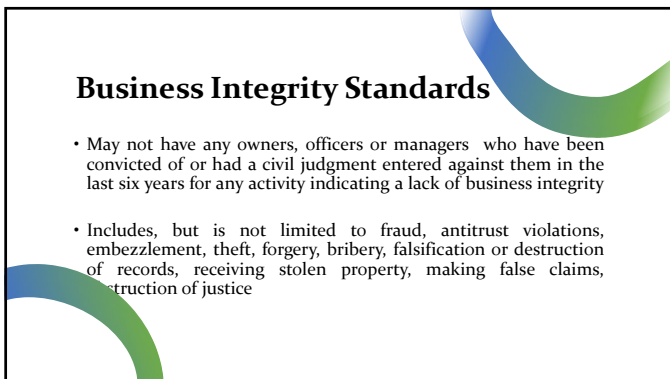 Business Integrity Standards
• May not have any owners, officers or managers who have been
convicted of or had a civil judgment entered against them in the
last six years for any activity indicating a lack of business integrity
• Includes, but is not limited to fraud, antitrust violations,
embezzlement, theft, forgery, bribery, falsification or destruction
of records, receiving stolen property, making false claims,
struction of justice